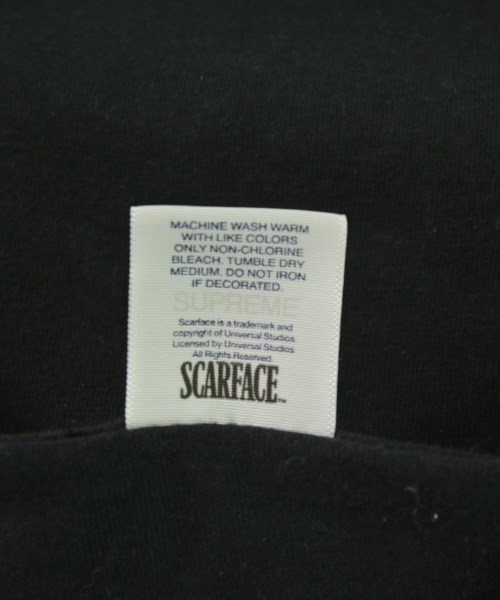 MACHINE WASH WARM
WITH LIKE COLORS
ONLY NON-CHLORINE
BLEACH. TUMBLE DRY
MEDIUM. DO NOT IRON
IF DECORATED.
SUPREME
Scarface is a trademark and
copyright of Universal Studios
Licensed by Universal Studios
All Rights Reserved.
SCARFACE™